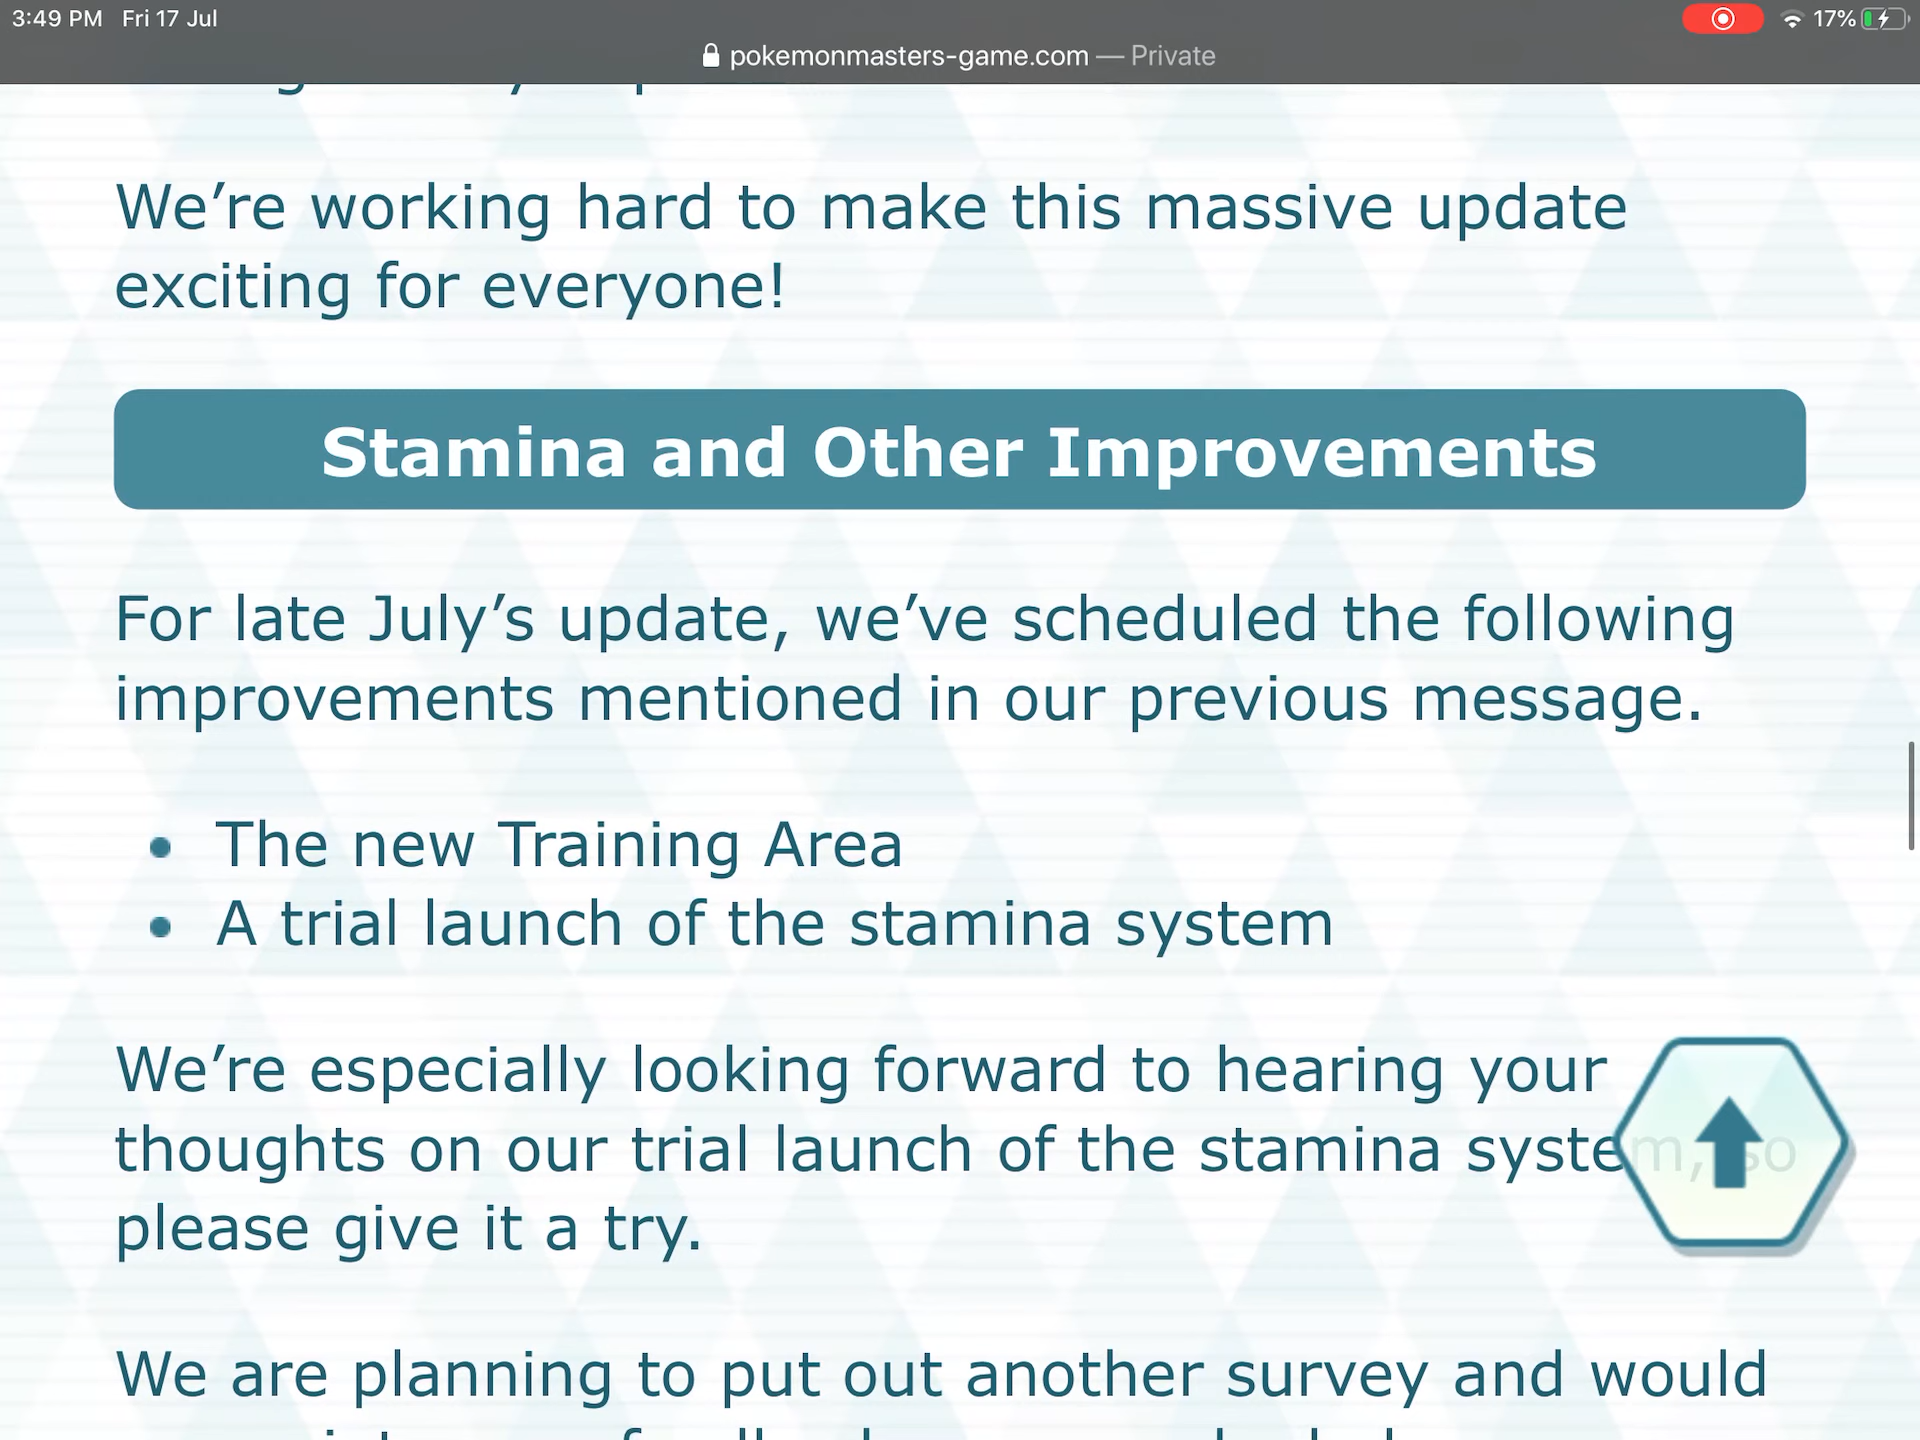 3:49 PM Fri 17 Jul
17%
pokemonmasters-game.com — Private
We’re working hard to make this massive update
exciting for everyone!
Stamina and Other Improvements
For late July’s update, we’ve scheduled the following
improvements mentioned in our previous message.
• The new Training Area
• A trial launch of the stamina system
We’re especially looking forward to hearing your
thoughts on our trial launch of the stamina system, so
please give it a try.
We are planning to put out another survey and would